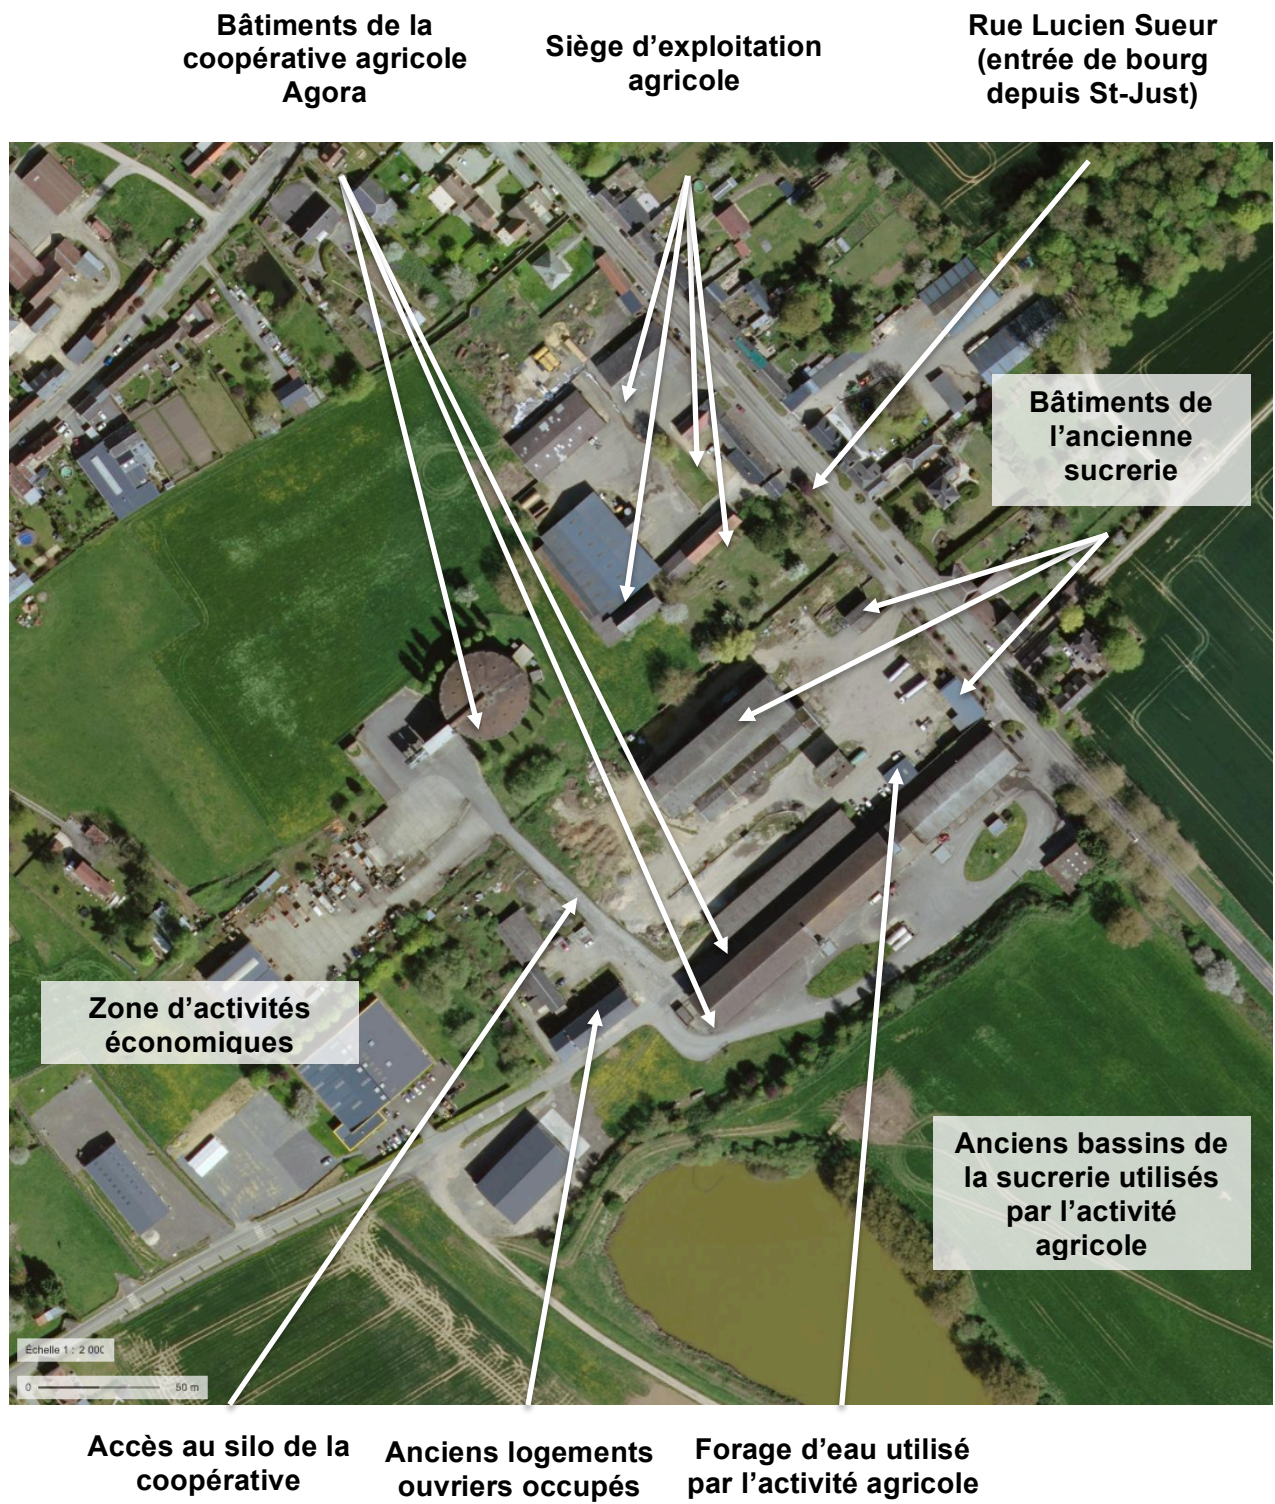 Bâtiments de la
coopérative agricole
Agora
Siège d’exploitation
agricole
Rue Lucien Sueur
(entrée de bourg
depuis St-Just)
Bâtiments de
l’ancienne
sucrerie
Zone d’activités
économiques
Anciens bassins de
la sucrerie utilisés
par l’activité
agricole
Échelle 1 : 2 000
0 50 m
Accès au silo de la
coopérative
Anciens logements
ouvriers occupés
Forage d’eau utilisé
par l’activité agricole